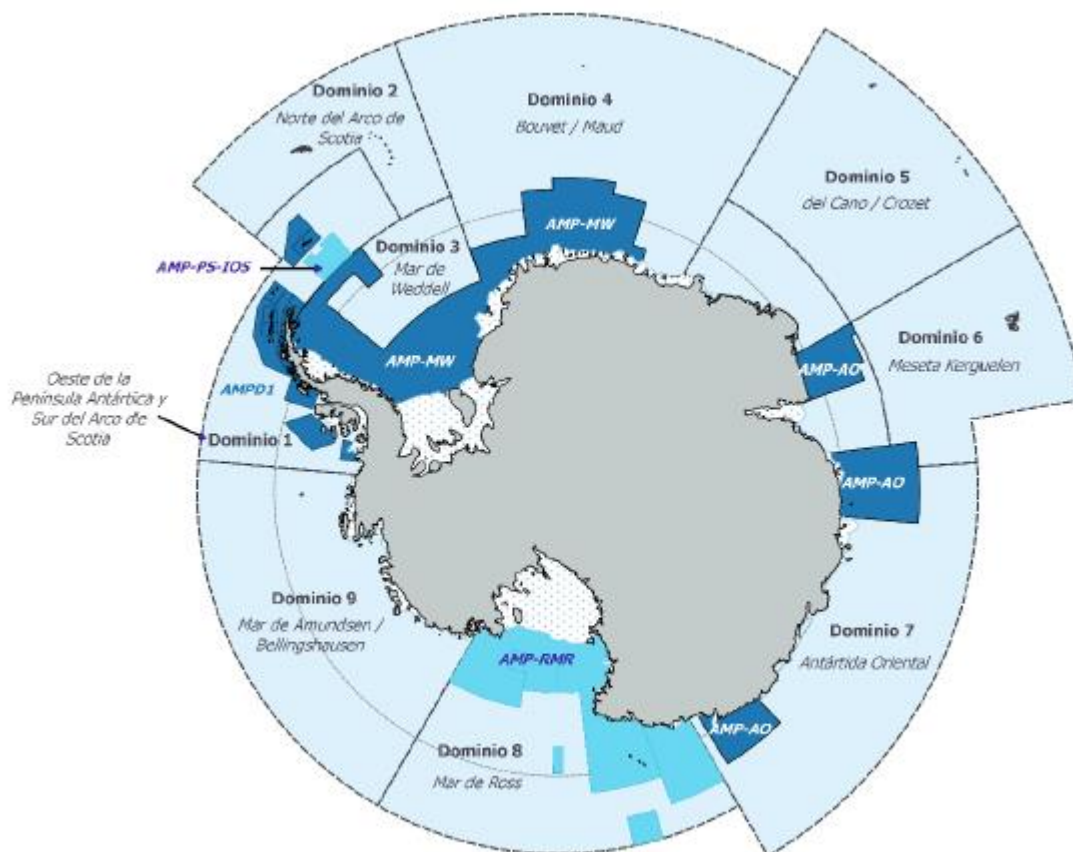 Dominio 2
Norte del Arco de
Scotia
Dominio 4
Bouvet / Maud
Dominio 5
del Cano / Crozet
AMP-MW
AMP-PS-IOS
Dominio 3
Mar de
Weddell
Dominio 6
Meseta Kerguelen
AMP-AO
AMP-MW
Oeste de la
Península Antártica y
Sur del Arco de
Scotia
AMPD1
Dominio 1
AMP-AO
Dominio 9
Mar de Amundsen /
Bellingshausen
Dominio 7
Antártida Oriental
AMP-RMR
AMP-AO
Dominio 8
Mar de Ross